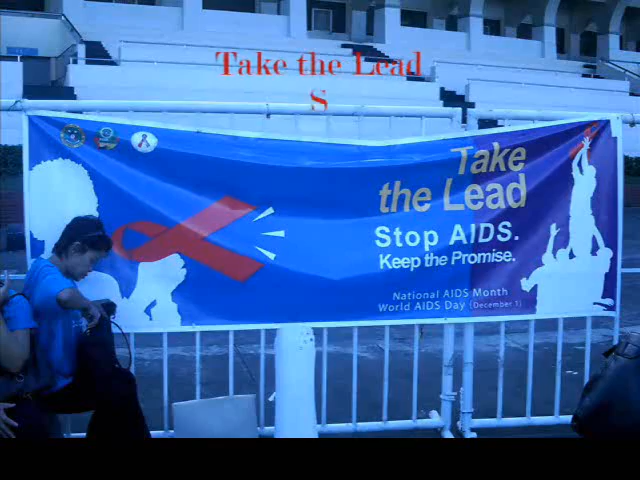 Take the Lead
S
Take
the Lead
Stop AIDS.
Keep the Promise.
National AIDS Month
World AIDS Day (December 1)